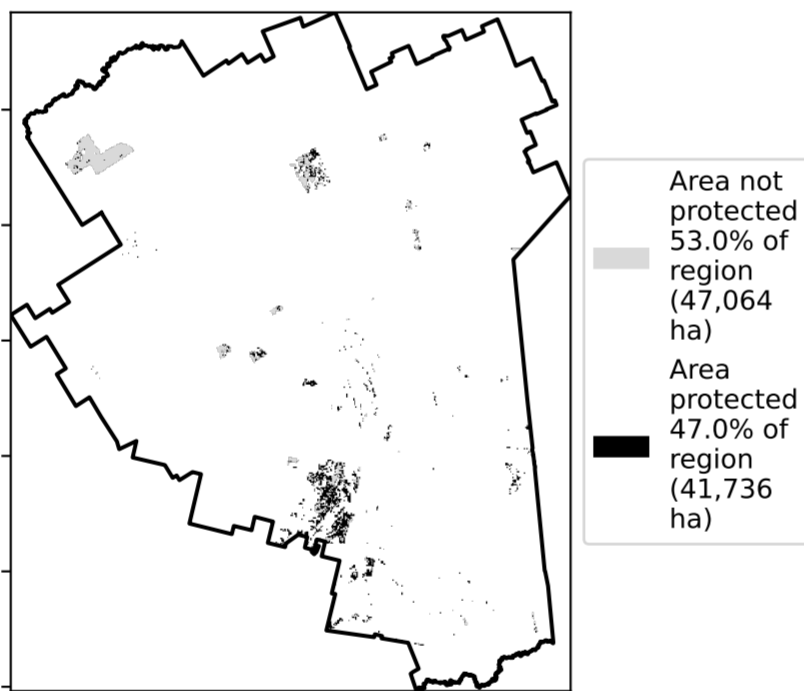 Area not
protected
53.0% of
region
(47,064
ha)
Area
protected
47.0% of
region
(41,736
ha)